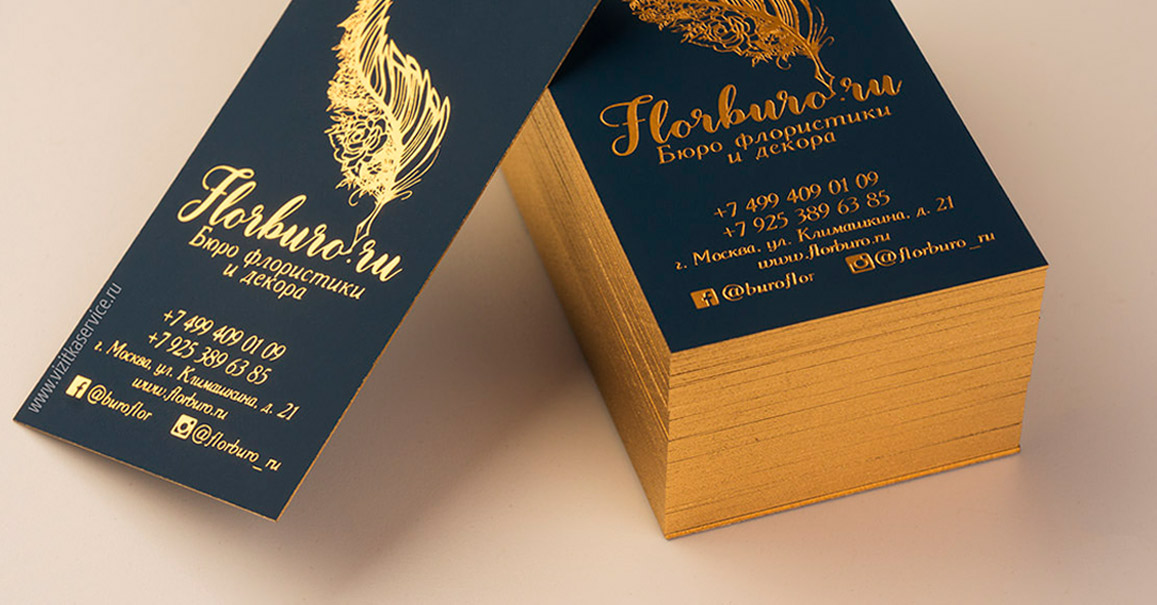 Florburo.ru
Бюро флористики
и декора
+7 499 409 01 09
+7 925 389 63 85
г. Москва, ул. Климашкина, д. 21
www.florburo.ru
@buroflor @florburo_ru
www.vizitkaservice.ru
Florburo.ru
Бюро флористики
и декора
+7 499 409 01 09
+7 925 389 63 85
г. Москва, ул. Климашкина, д. 21
www.florburo.ru
@buroflor @florburo_ru